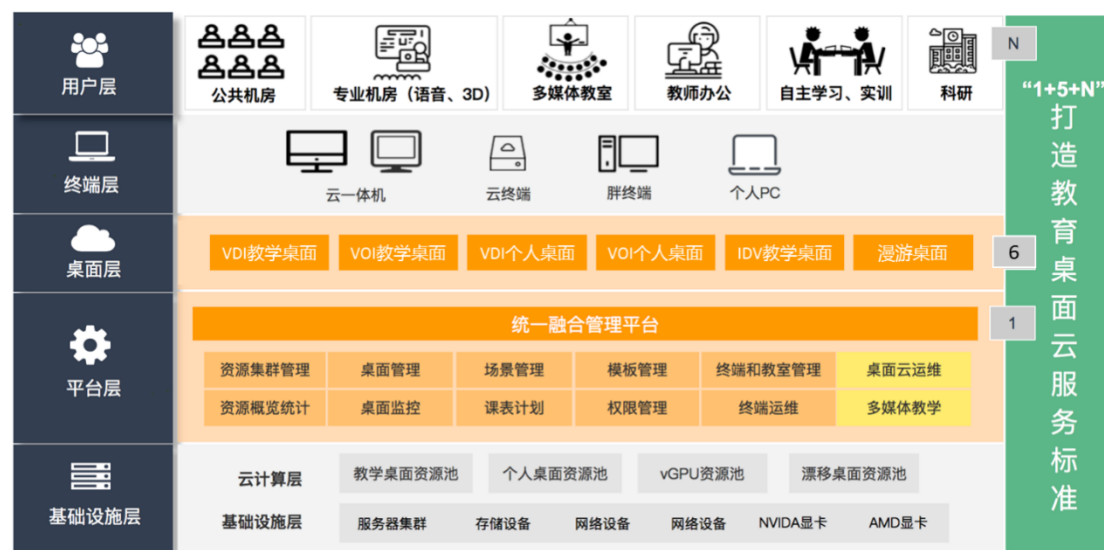 用户层
公共机房
专业机房（语音、3D）
多媒体教室
教师办公
自主学习、实训
科研
N
“1+5+N”
打造教育桌面云服务标准
终端层
云一体机
云终端
胖终端
个人PC
桌面层
VDI教学桌面
VOI教学桌面
VDI个人桌面
VOI个人桌面
IDV教学桌面
漫游桌面
6
平台层
统一融合管理平台
1
资源集群管理
桌面管理
场景管理
模板管理
终端和教室管理
桌面云运维
资源概览统计
桌面监控
课表计划
权限管理
终端运维
多媒体教学
基础设施层
云计算层
教学桌面资源池
个人桌面资源池
vGPU资源池
漂移桌面资源池
基础设施层
服务器集群
存储设备
网络设备
网络设备
NVIDA显卡
AMD显卡